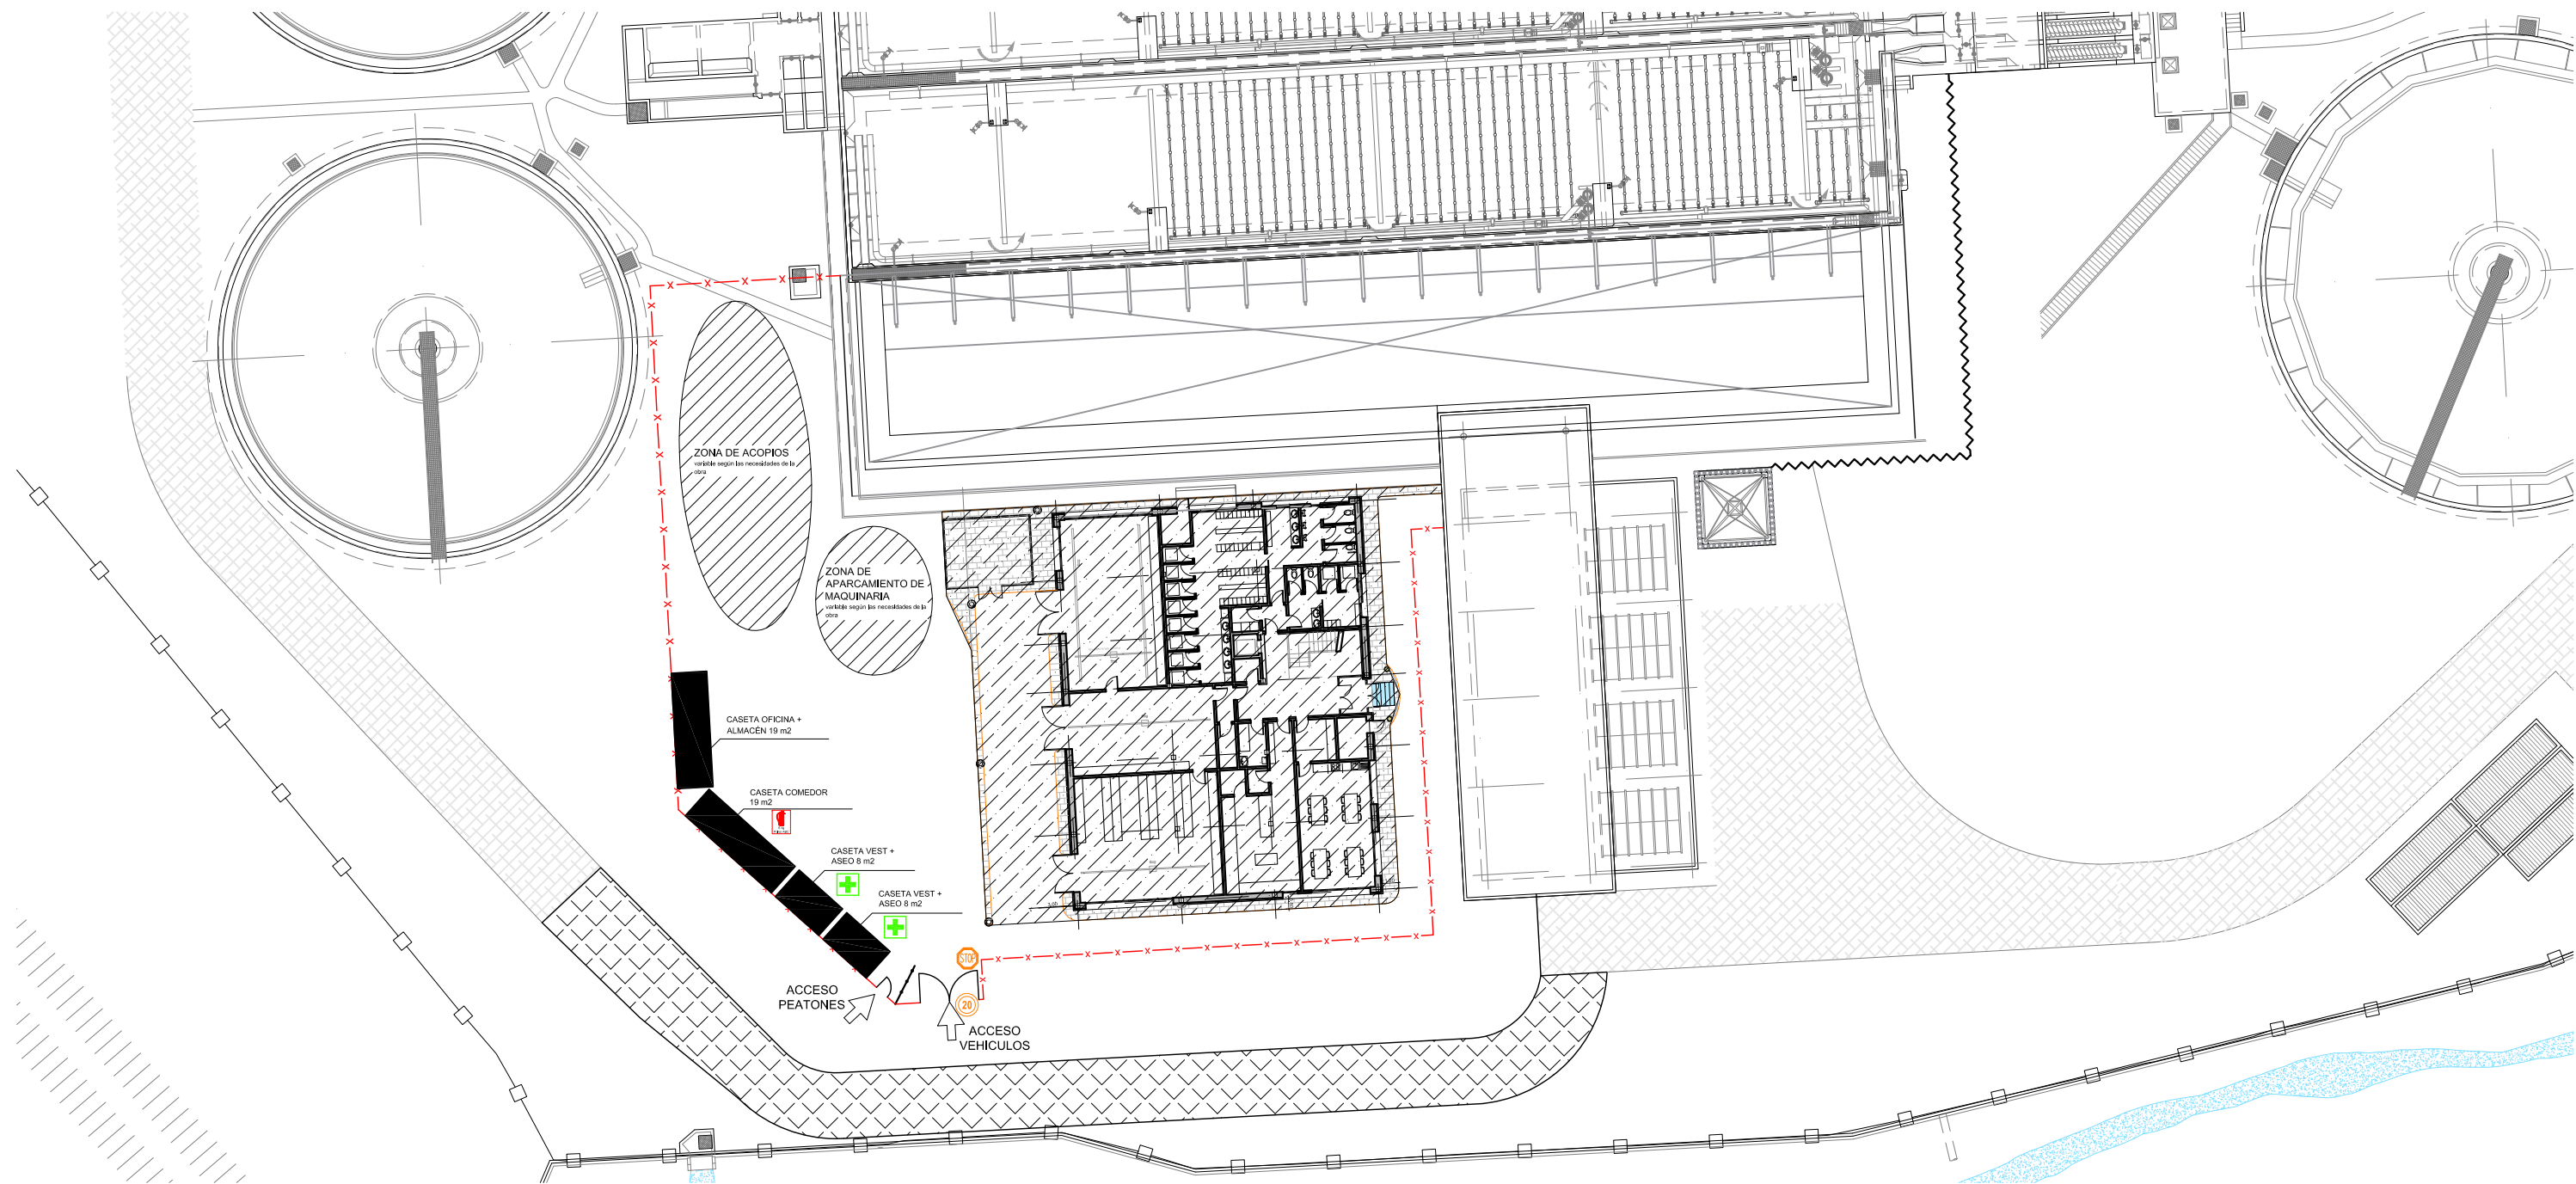 ZONA DE ACOPIOS
variable según las necesidades de la
obra
ZONA DE
APARCAMIENTO DE
MAQUINARIA
variable según las necesidades de la
obra
CASETA OFICINA +
ALMACÉN 19 m2
CASETA COMEDOR
19 m2
CASETA VEST +
ASEO 8 m2
CASETA VEST +
ASEO 8 m2
STOP
20
ACCESO
PEATONES
ACCESO
VEHICULOS